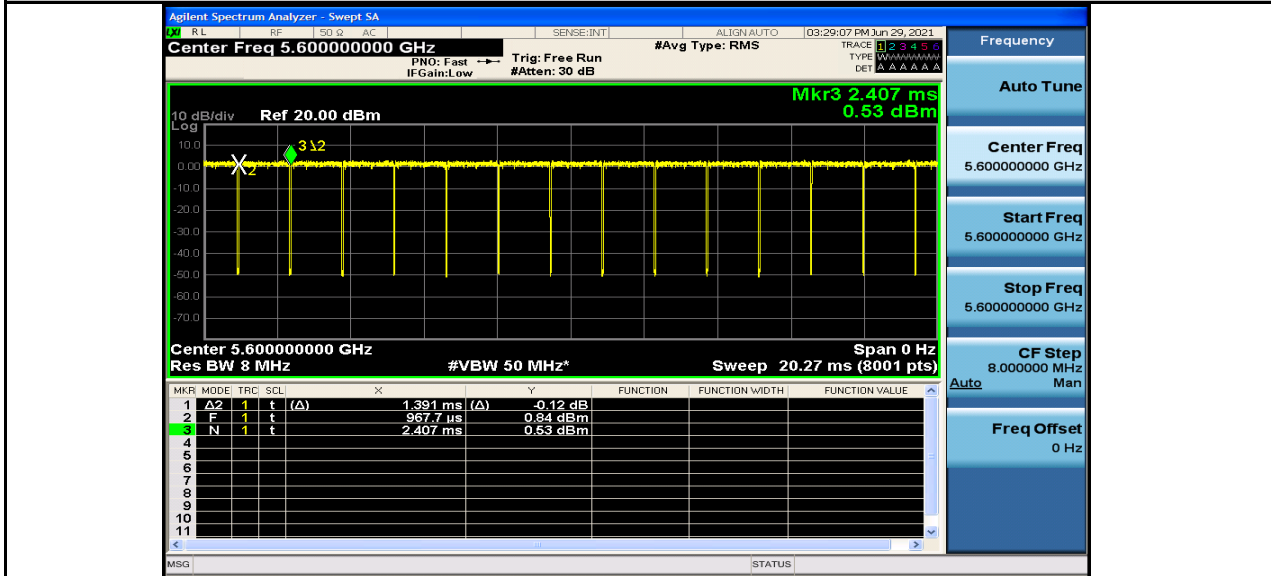 Agilent Spectrum Analyzer - Swept SA
LXI RL RF 50 Ω AC SENSE:INT ALIGN AUTO 03:29:07 PM Jun 29, 2021
Center Freq 5.600000000 GHz #Avg Type: RMS TRACE 1 2 3 4 5 6
PNO: Fast Trig: Free Run TYPE WWWWWW
IFGain:Low #Atten: 30 dB DET A A A A A A
Mkr3 2.407 ms
0.53 dBm
10 dB/div Ref 20.00 dBm
Log
10.0
0.00
-10.0
-20.0
-30.0
-40.0
-50.0
-60.0
-70.0
2
3Δ2
Center 5.600000000 GHz Span 0 Hz
Res BW 8 MHz #VBW 50 MHz* Sweep 20.27 ms (8001 pts)
MKR MODE TRC SCL X Y FUNCTION FUNCTION WIDTH FUNCTION VALUE
1 Δ2 1 t (Δ) 1.391 ms (Δ) -0.12 dB
2 F 1 t 967.7 µs 0.84 dBm
3 N 1 t 2.407 ms 0.53 dBm
4
5
6
7
8
9
10
11
MSG STATUS
Frequency
Auto Tune
Center Freq
5.600000000 GHz
Start Freq
5.600000000 GHz
Stop Freq
5.600000000 GHz
CF Step
8.000000 MHz
Auto Man
Freq Offset
0 Hz